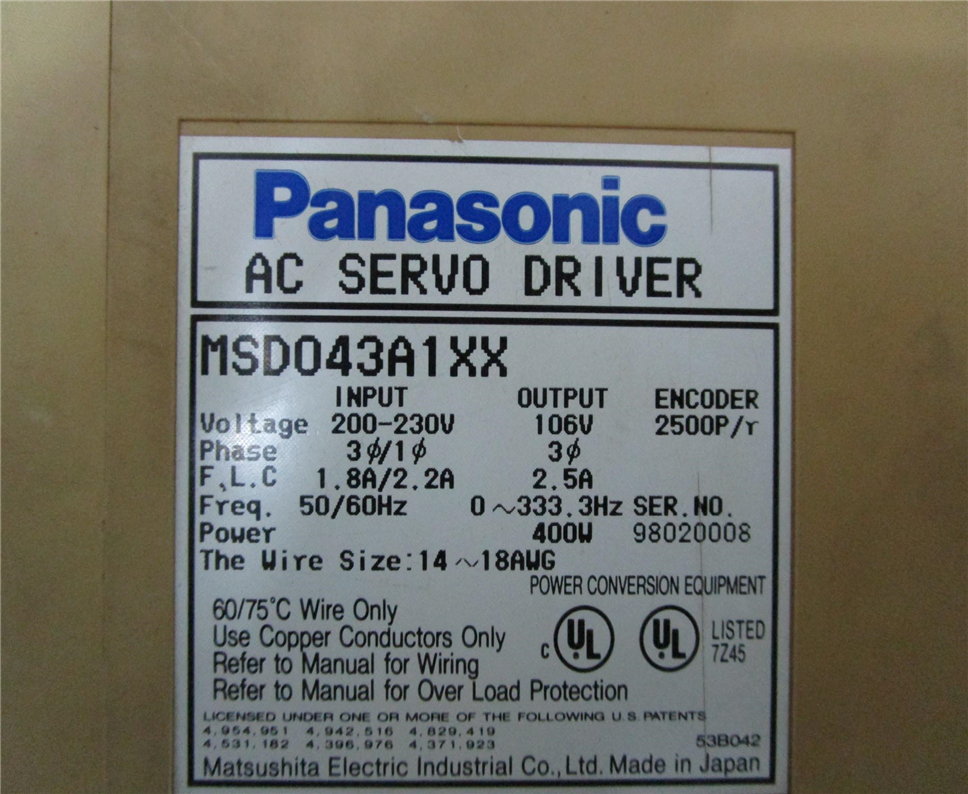 Panasonic
AC SERVO DRIVER
MSD043A1XX
INPUT OUTPUT ENCODER
Voltage 200-230V 106V 2500P/r
Phase 3ϕ/1ϕ 3ϕ
F.L.C 1.8A/2.2A 2.5A
Freq. 50/60Hz 0~333.3Hz SER.NO.
Power 400W 98020008
The Wire Size:14~18AWG
POWER CONVERSION EQUIPMENT
60/75°C Wire Only
Use Copper Conductors Only
Refer to Manual for Wiring
Refer to Manual for Over Load Protection
c UL UL LISTED
7Z45
LICENSED UNDER ONE OR MORE OF THE FOLLOWING U.S.PATENTS
4,954,951 4,942,516 4,829,419
4,531,182 4,396,976 4,371,923
53B042
Matsushita Electric Industrial Co.,Ltd. Made in Japan